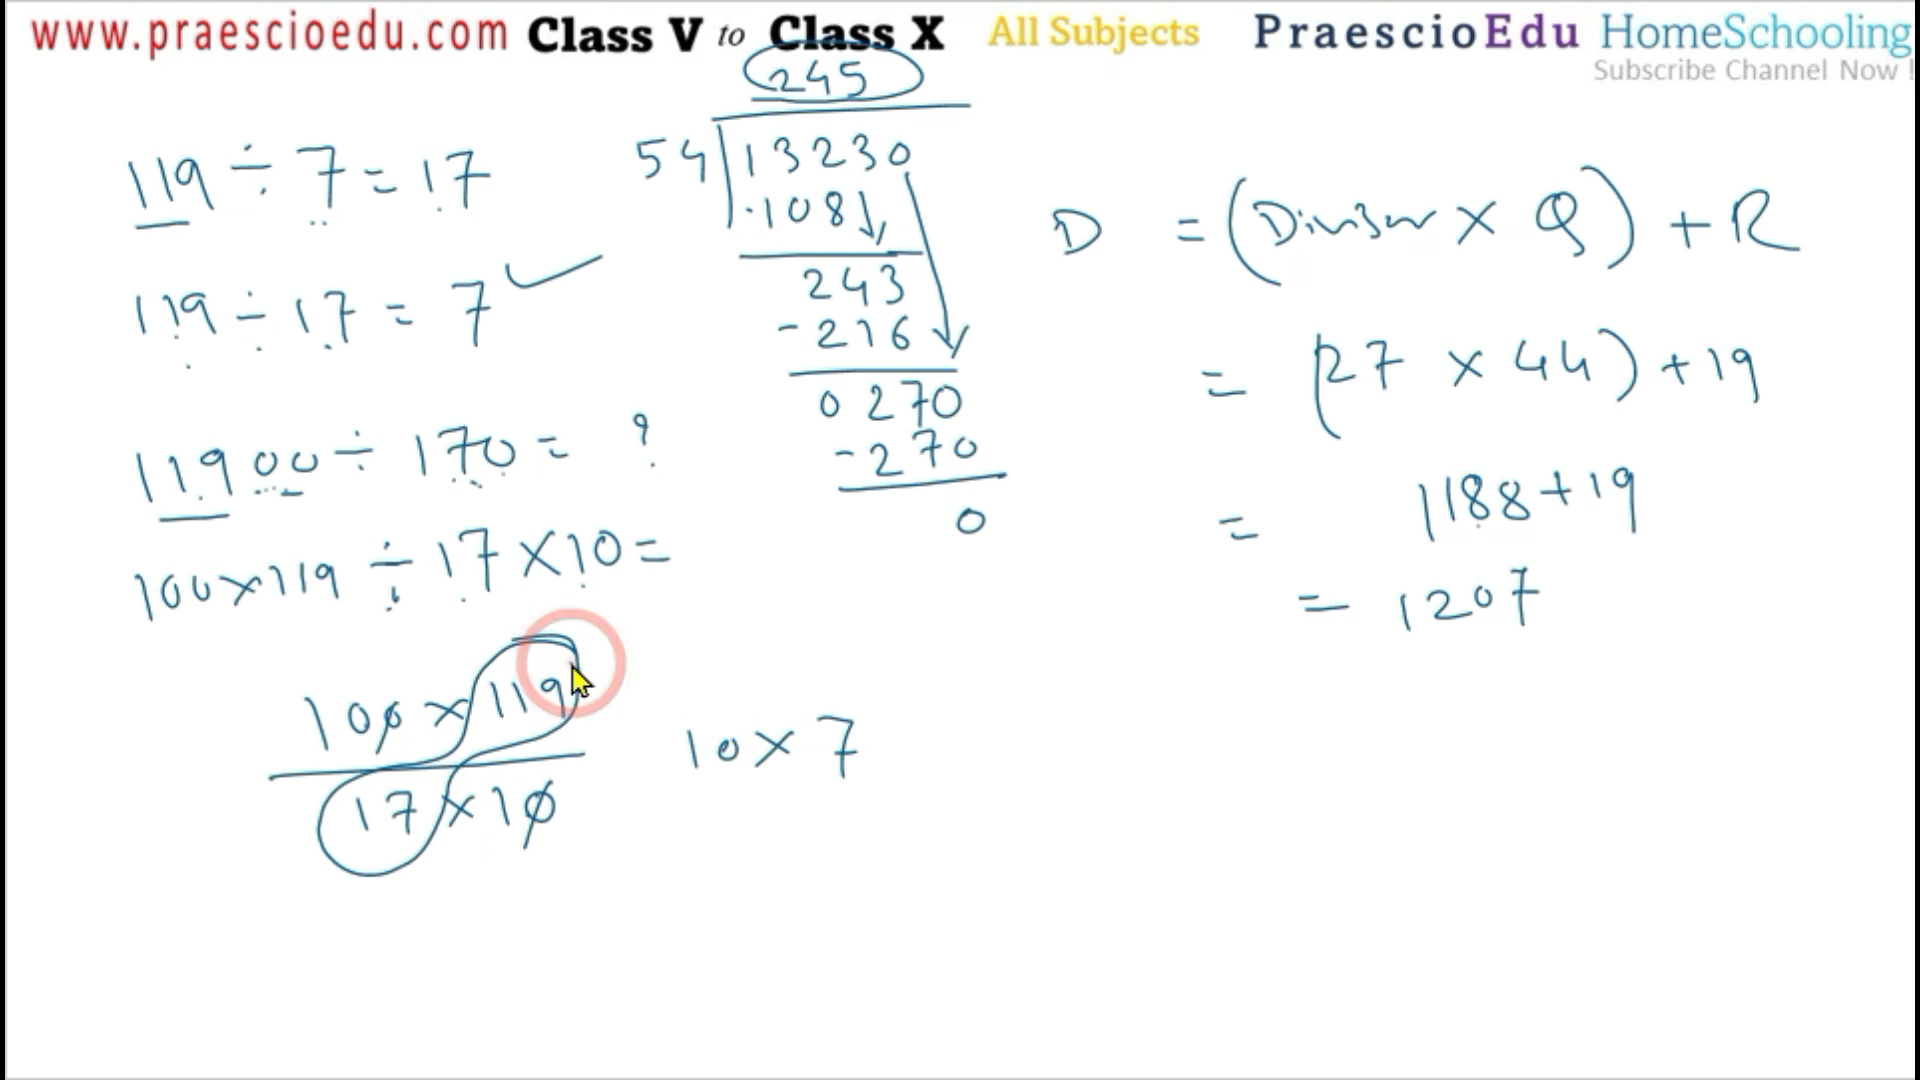 www.praescioedu.com Class V to Class X All Subjects PraescioEdu HomeSchooling
Subscribe Channel Now !
119 ÷ 7 = 17
119 ÷ 17 = 7 ✓
11900 ÷ 170 = ?
100×119 ÷ 17×10=
100×119
17×10
10×7
245
54 13230
108
243
-216
0270
-270
0
D = (Divisor × Q) + R
= (27 × 44) + 19
= 1188+19
= 1207